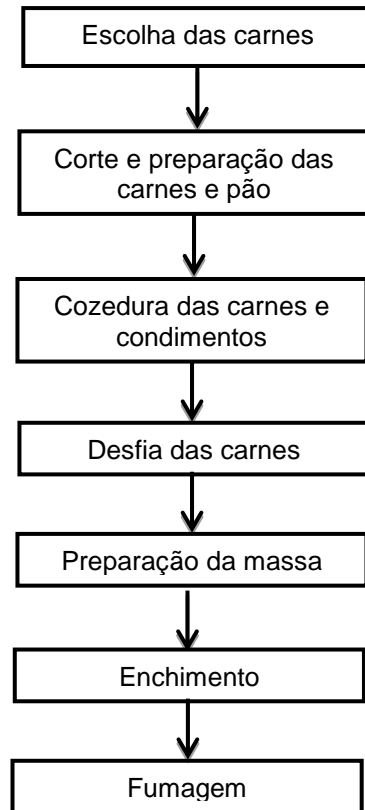 Escolha das carnes
Corte e preparação das
carnes e pão
Cozedura das carnes e
condimentos
Desfia das carnes
Preparação da massa
Enchimento
Fumagem